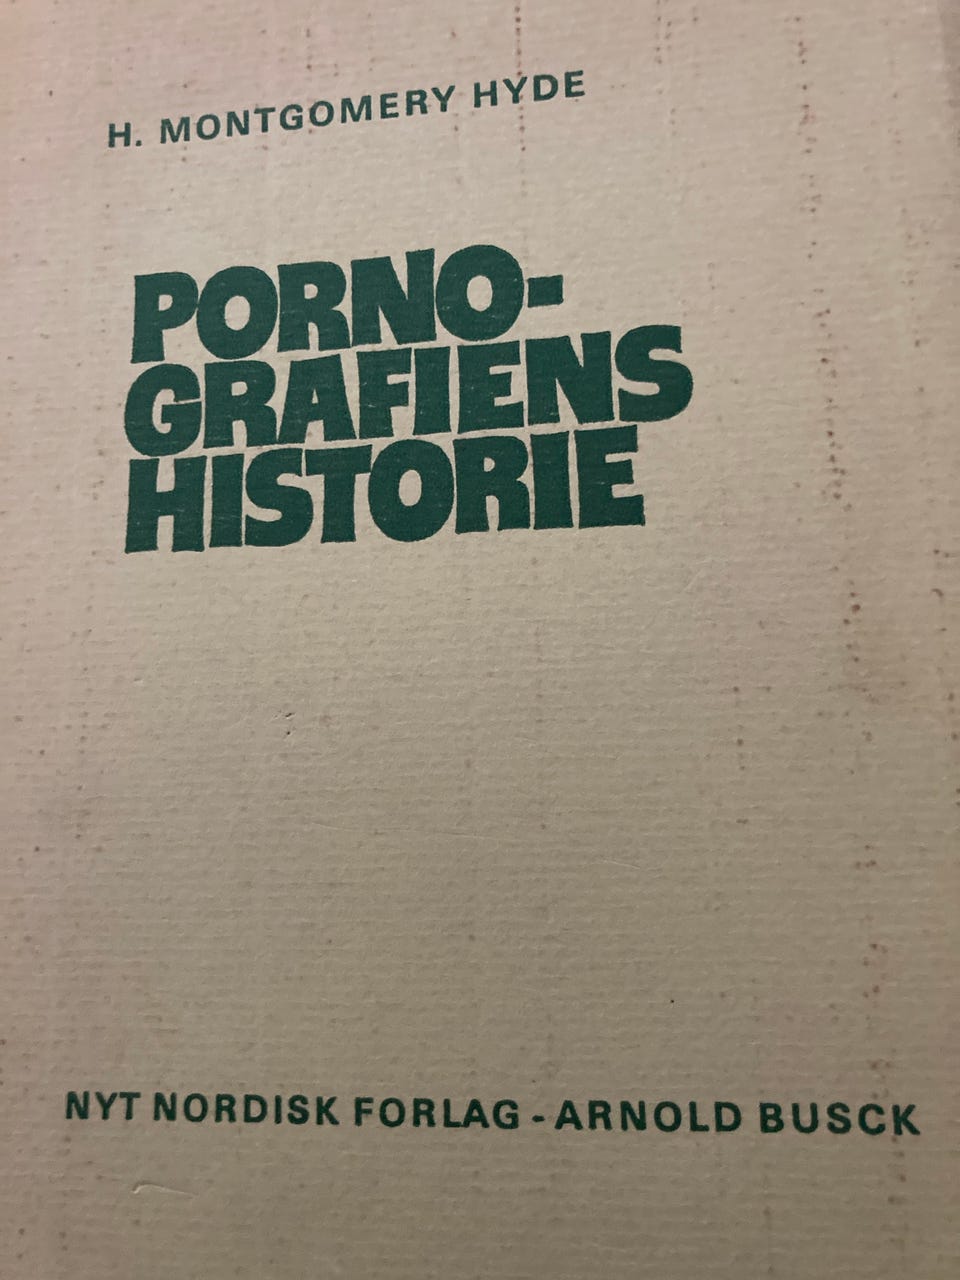 H. MONTGOMERY HYDE
PORNO-
GRAFIENS
HISTORIE
NYT NORDISK FORLAG - ARNOLD BUSCK